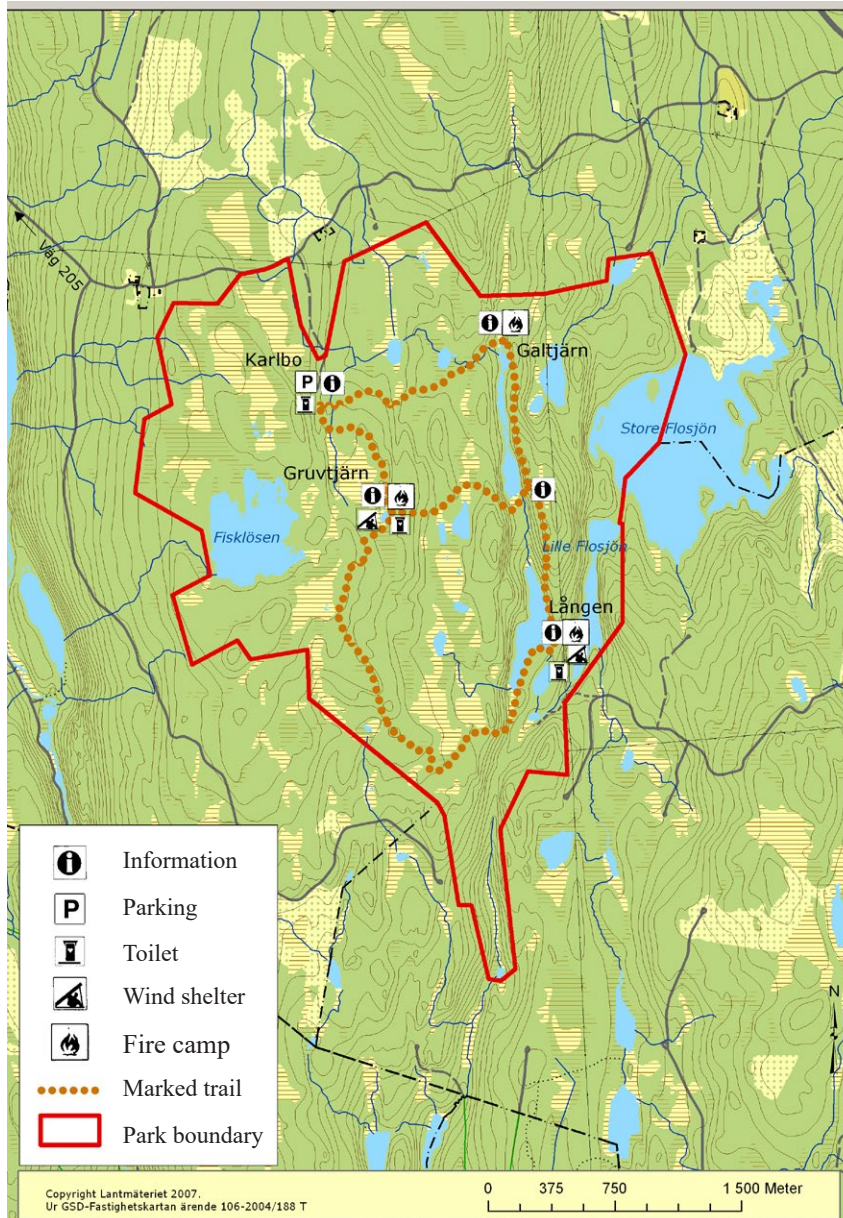 Väg 205
Karlbo
P
Galtjärn
Store Flosjön
Gruvtjärn
Fisklösen
Lille Flosjön
Lången
Information
P
Parking
Toilet
Wind shelter
Fire camp
Marked trail
Park boundary
N
Copyright Lantmäteriet 2007.
Ur GSD-Fastighetskartan ärende 106-2004/188 T
0 375 750 1 500 Meter